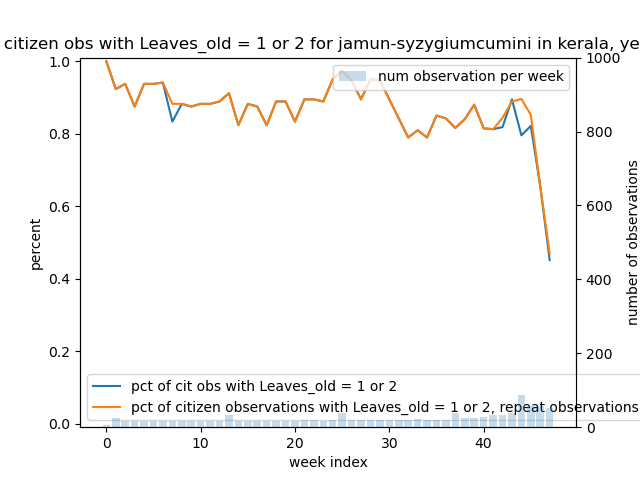 citizen obs with Leaves_old = 1 or 2 for jamun-syzygiumcumini in kerala, ye
num observation per week
1.0
0.8
0.6
0.4
0.2
0.0
percent
1000
800
600
400
200
0
number of observations
pct of cit obs with Leaves_old = 1 or 2
pct of citizen observations with Leaves_old = 1 or 2, repeat observations
0 10 20 30 40
week index